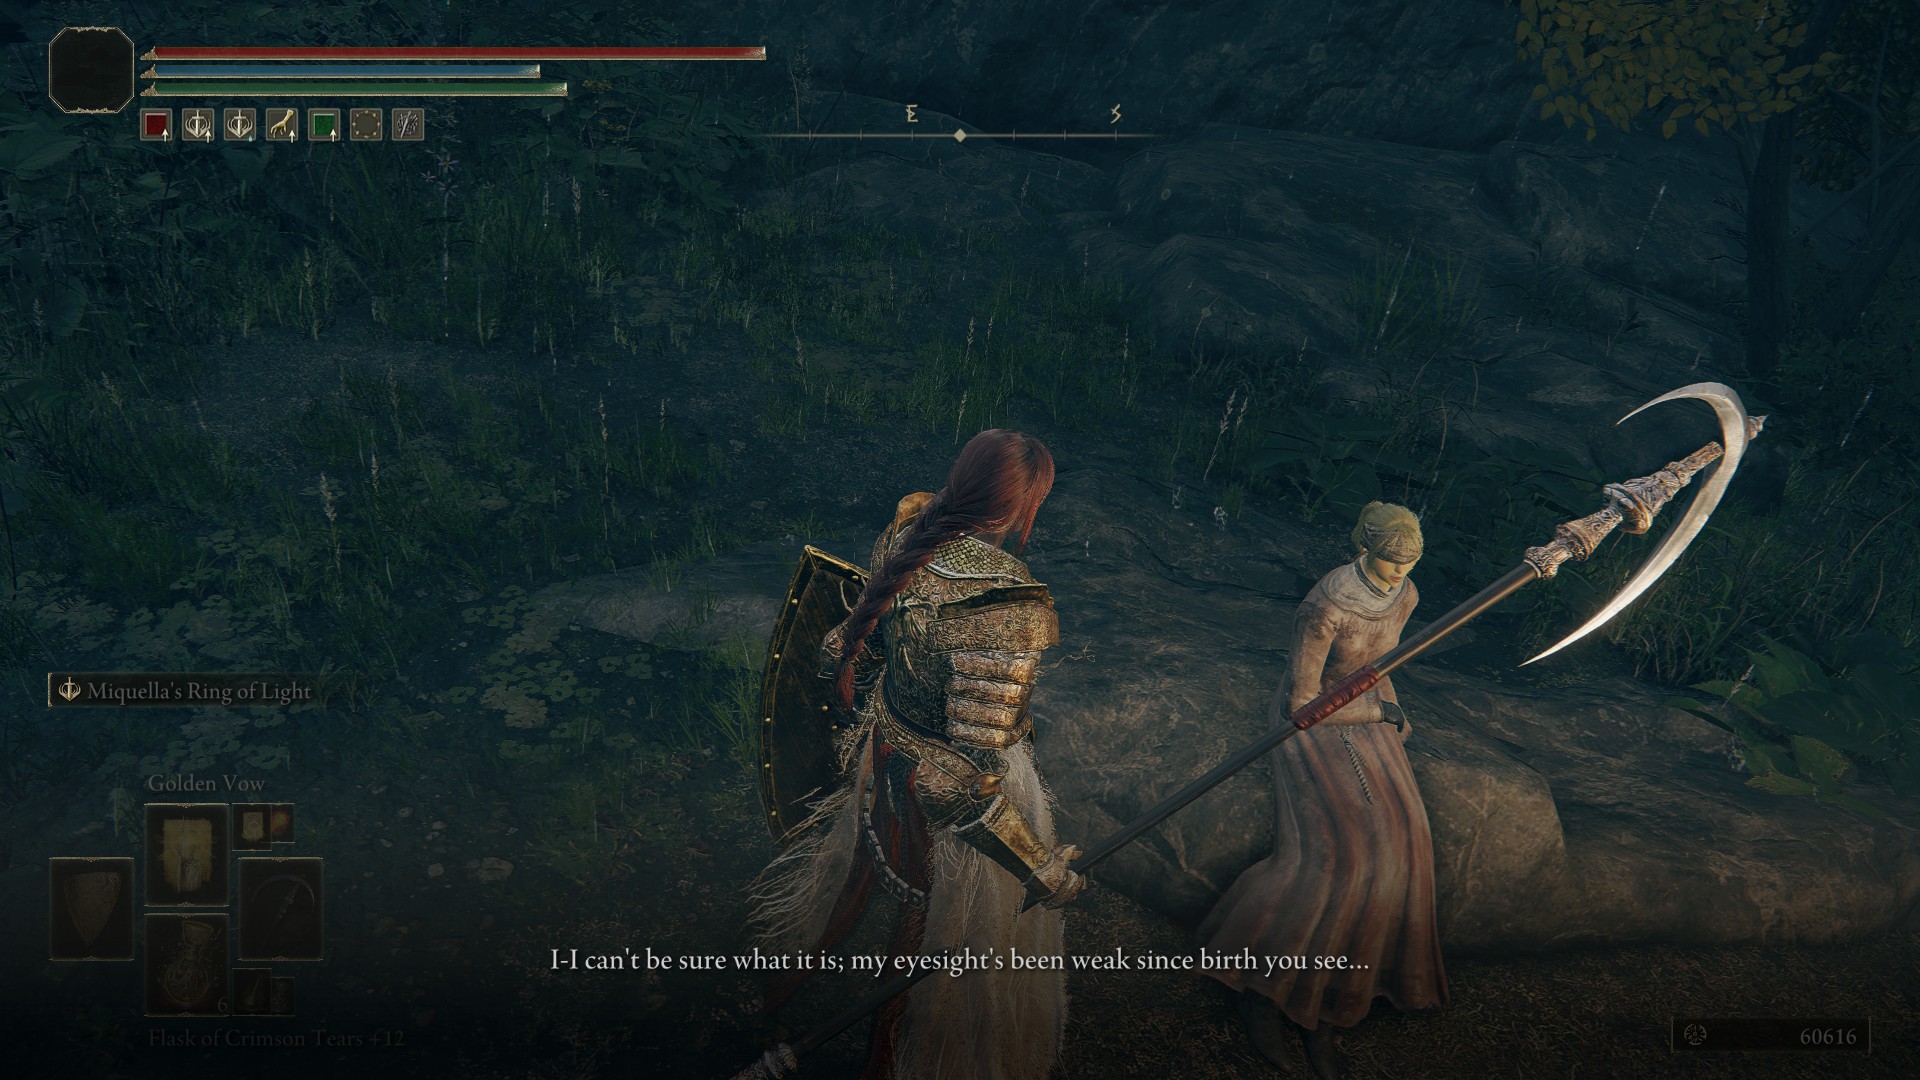 E S
Miquella's Ring of Light
Golden Vow
6
I-I can't be sure what it is; my eyesight's been weak since birth you see...
Flask of Crimson Tears +12
60616